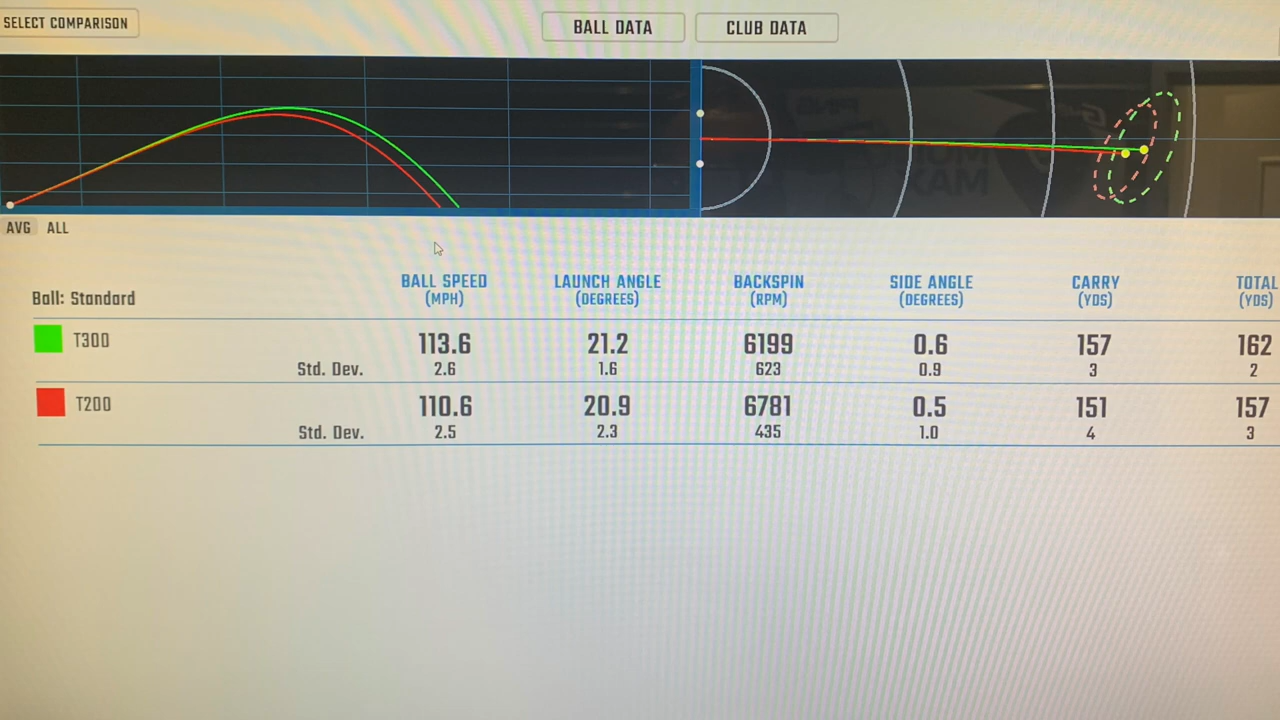 SELECT COMPARISON
BALL DATA
CLUB DATA
AVG ALL
Ball: Standard
BALL SPEED (MPH)
LAUNCH ANGLE (DEGREES)
BACKSPIN (RPM)
SIDE ANGLE (DEGREES)
CARRY (YDS)
TOTAL (YDS)
T300 113.6 21.2 6199 0.6 157 162
Std. Dev. 2.6 1.6 623 0.9 3 2
T200 110.6 20.9 6781 0.5 151 157
Std. Dev. 2.5 2.3 435 1.0 4 3